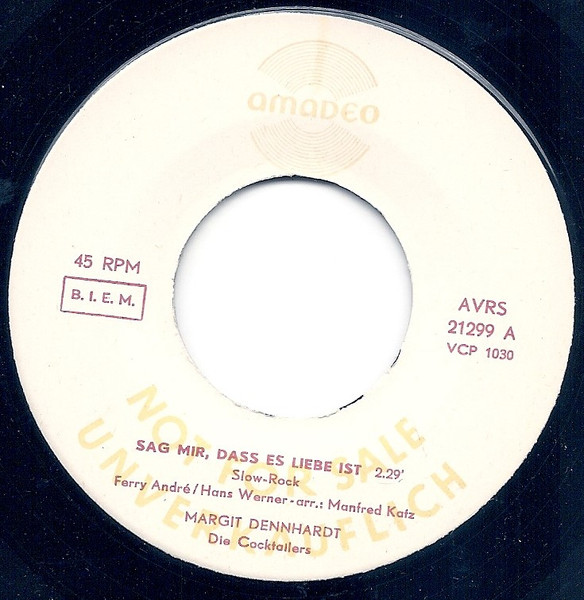 amadeo
45 RPM
B. I. E. M.
AVRS
21299 A
VCP 1030
NOT FOR SALE
UNVERKÄUFLICH
SAG MIR, DASS ES LIEBE IST 2.29'
Slow-Rock
Ferry André/Hans Werner-arr.: Manfred Katz
MARGIT DENNHARDT
Die Cocktailers